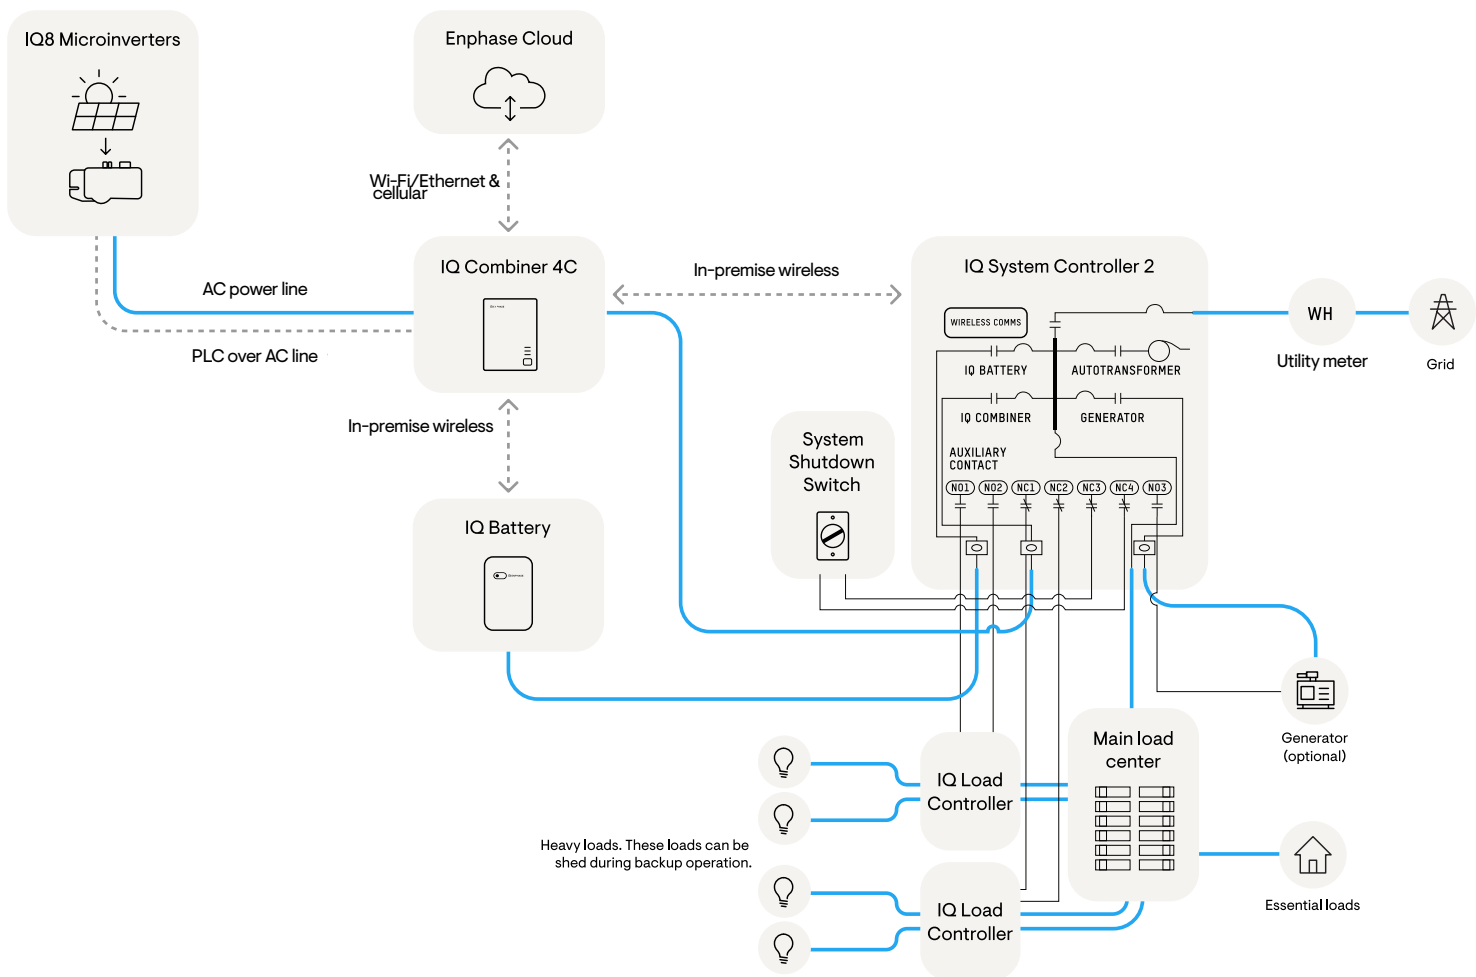 IQ8 Microinverters
Enphase Cloud
Wi-Fi/Ethernet &
cellular
IQ Combiner 4C
In-premise wireless
IQ System Controller 2
AC power line
PLC over AC line
WIRELESS COMMS
WH
Utility meter
Grid
IQ BATTERY
AUTOTRANSFORMER
IQ COMBINER
GENERATOR
In-premise wireless
System
Shutdown
Switch
AUXILIARY
CONTACT
NO1
NO2
NC1
NC2
NC3
NC4
NO3
IQ Battery
Main load
center
Generator
(optional)
IQ Load
Controller
Heavy loads. These loads can be
shed during backup operation.
Essential loads
IQ Load
Controller